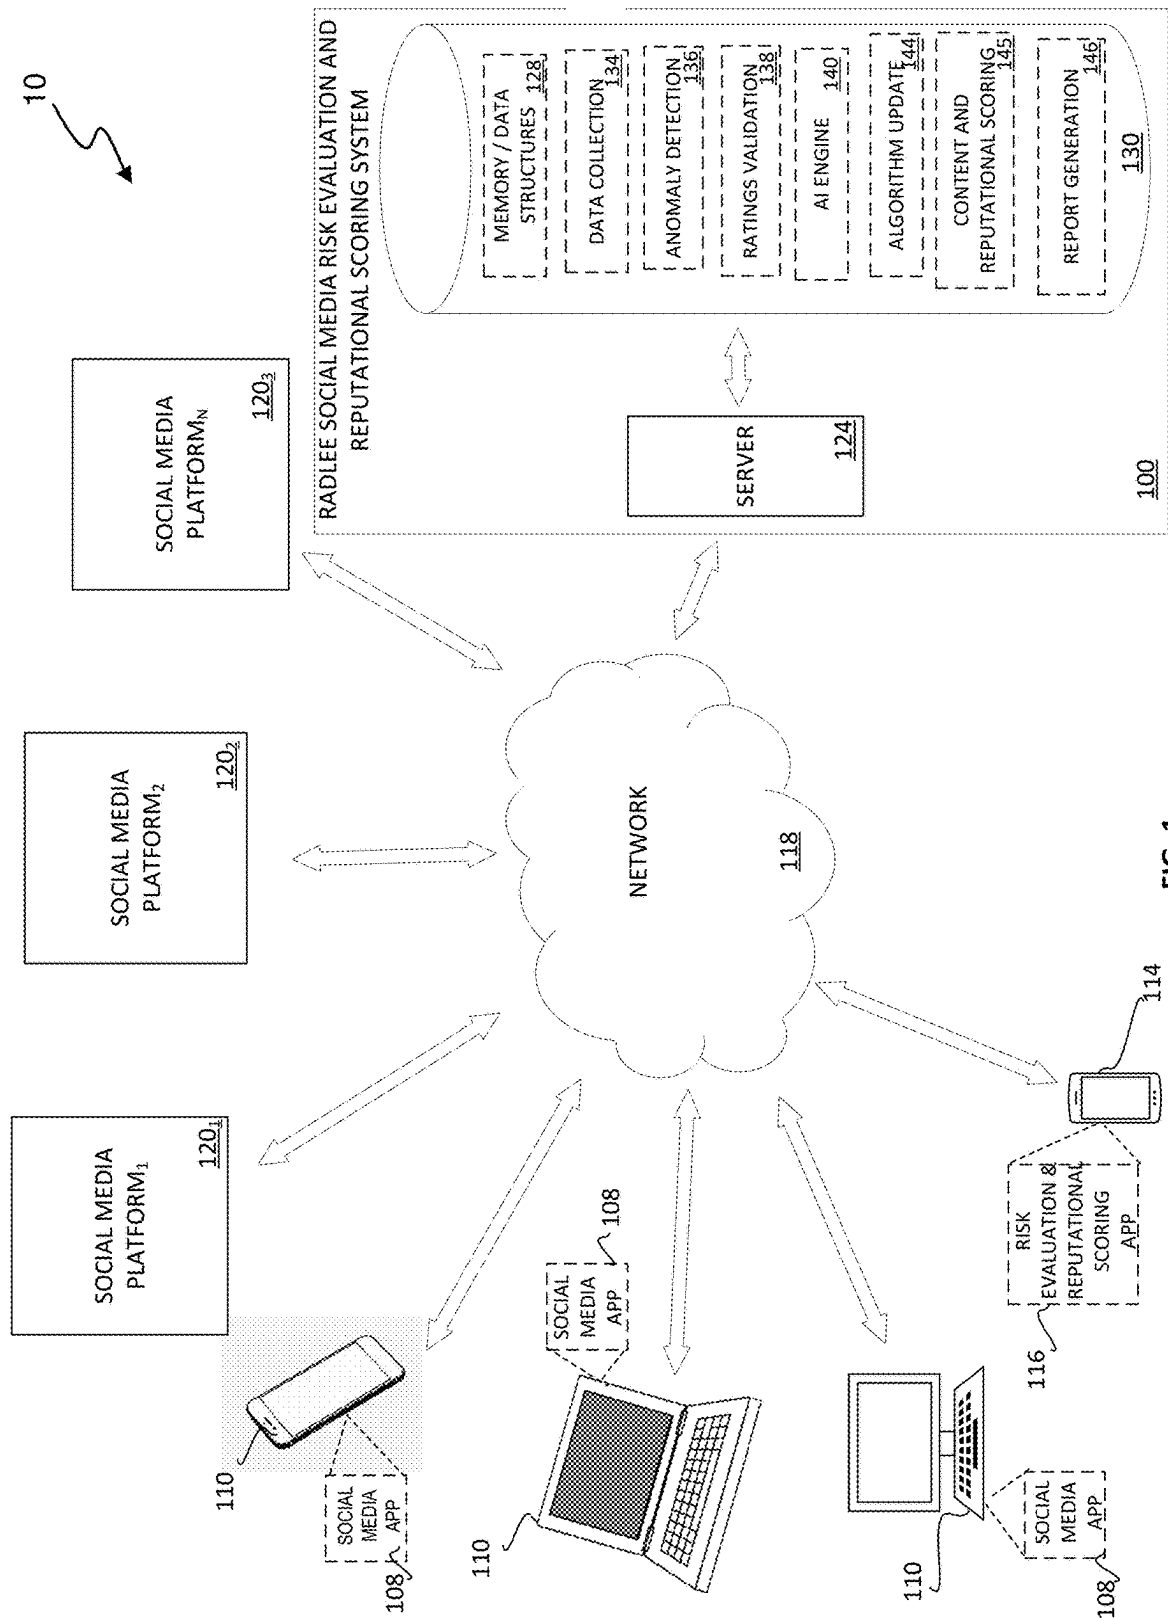 10
SOCIAL MEDIA
PLATFORM1
1201
SOCIAL MEDIA
PLATFORM2
1202
SOCIAL MEDIA
PLATFORMN
1203
RADLEE SOCIAL MEDIA RISK EVALUATION AND
REPUTATIONAL SCORING SYSTEM
MEMORY / DATA
STRUCTURES 128
DATA COLLECTION 134
ANOMALY DETECTION 136
RATINGS VALIDATION 138
AI ENGINE 140
ALGORITHM UPDATE 144
CONTENT AND
REPUTATIONAL SCORING 145
REPORT GENERATION 146
130
SERVER
124
100
NETWORK
118
110
SOCIAL
MEDIA
APP
108
110
SOCIAL
MEDIA
APP
108
110
SOCIAL
MEDIA
APP
108
RISK
EVALUATION &
REPUTATIONAL
SCORING
APP
116
114
FIG. 1